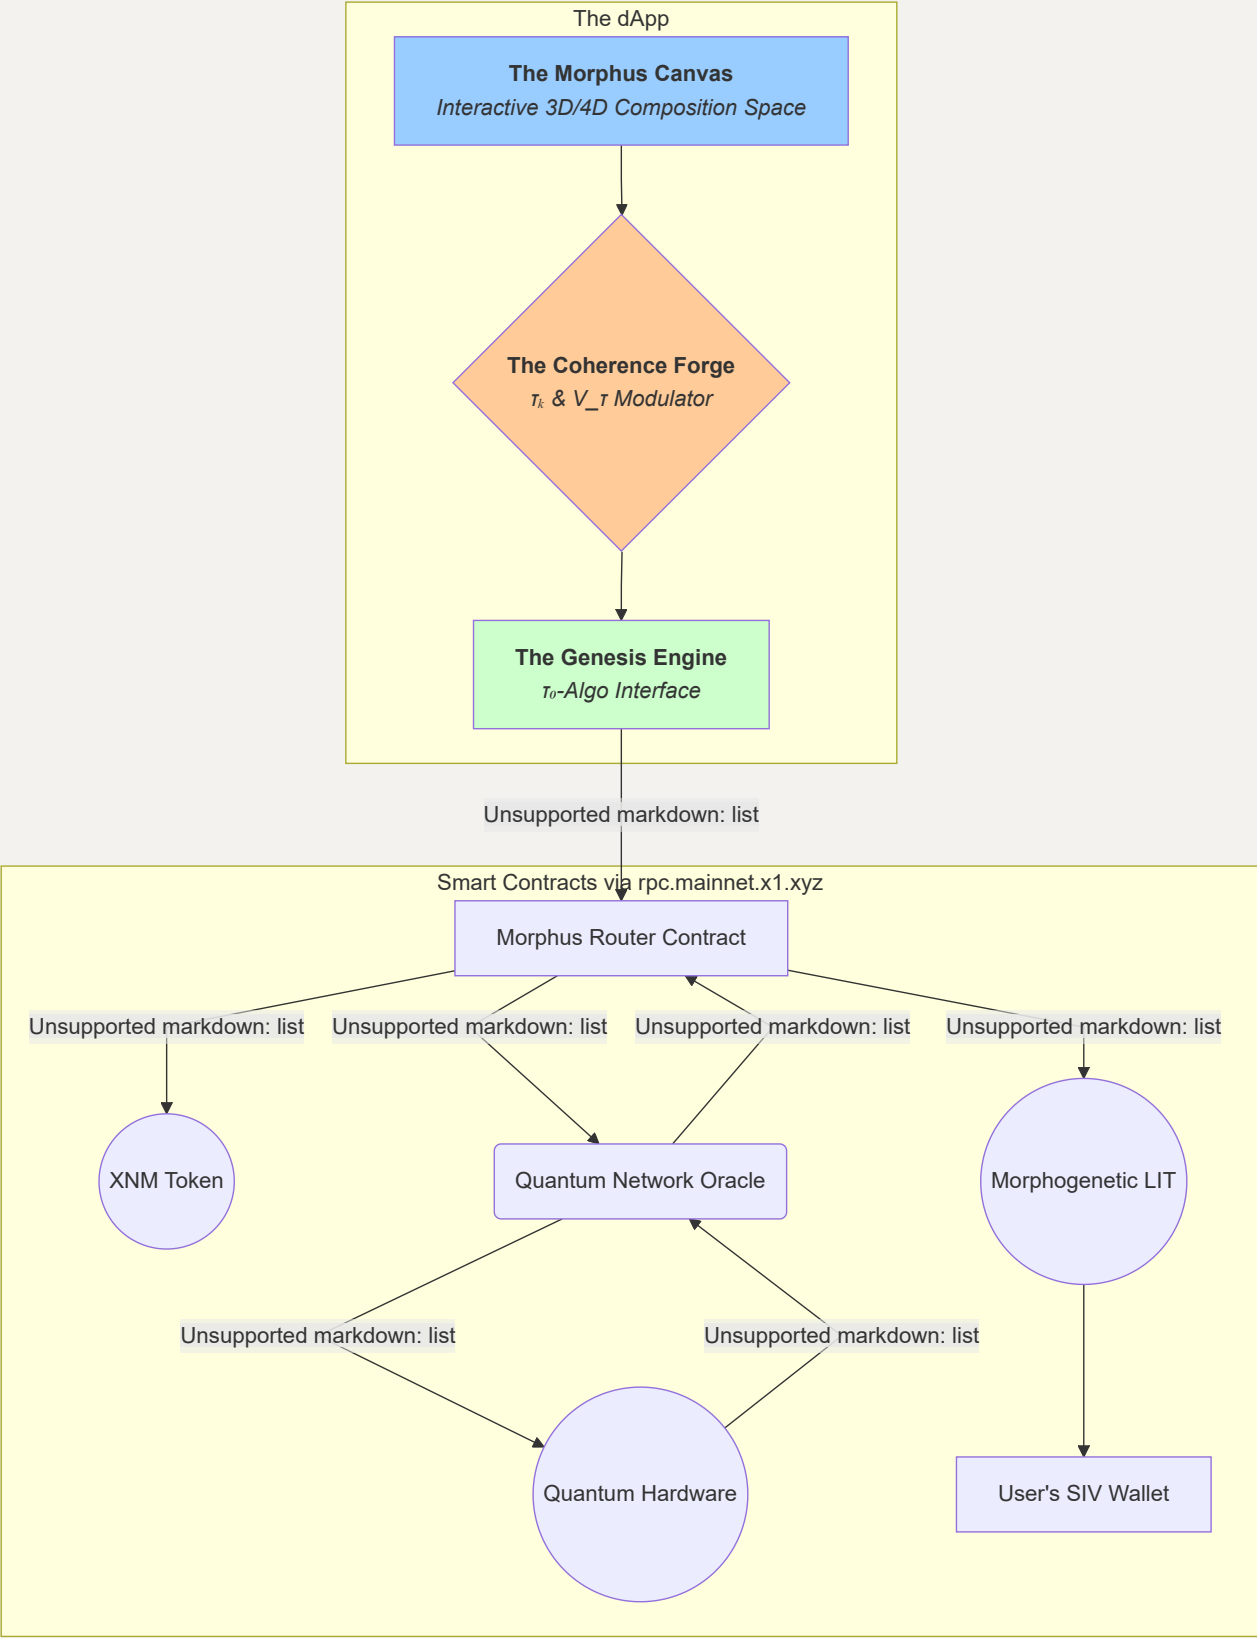 The dApp
The Morphus Canvas
Interactive 3D/4D Composition Space
The Coherence Forge
τₖ & V_τ Modulator
The Genesis Engine
τ₀-Algo Interface
Unsupported markdown: list
Smart Contracts via rpc.mainnet.x1.xyz
Morphus Router Contract
Unsupported markdown: list
Unsupported markdown: list
Unsupported markdown: list
Unsupported markdown: list
XNM Token
Quantum Network Oracle
Morphogenetic LIT
Unsupported markdown: list
Unsupported markdown: list
Quantum Hardware
User's SIV Wallet